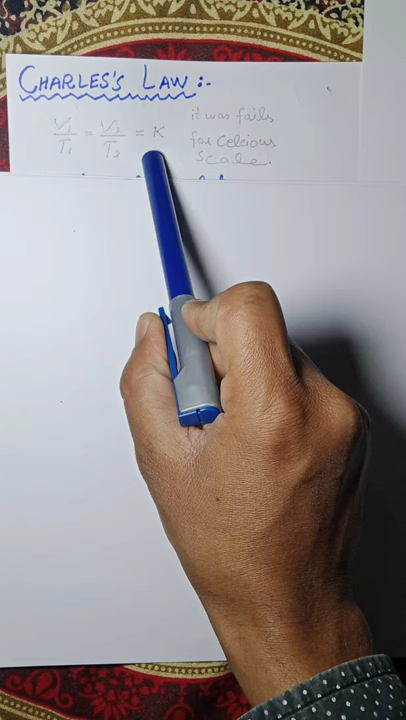 CHARLES'S LAW :-
V₁/T₁ = V₂/T₂ = K
it was fails
for Celcious
Scale.